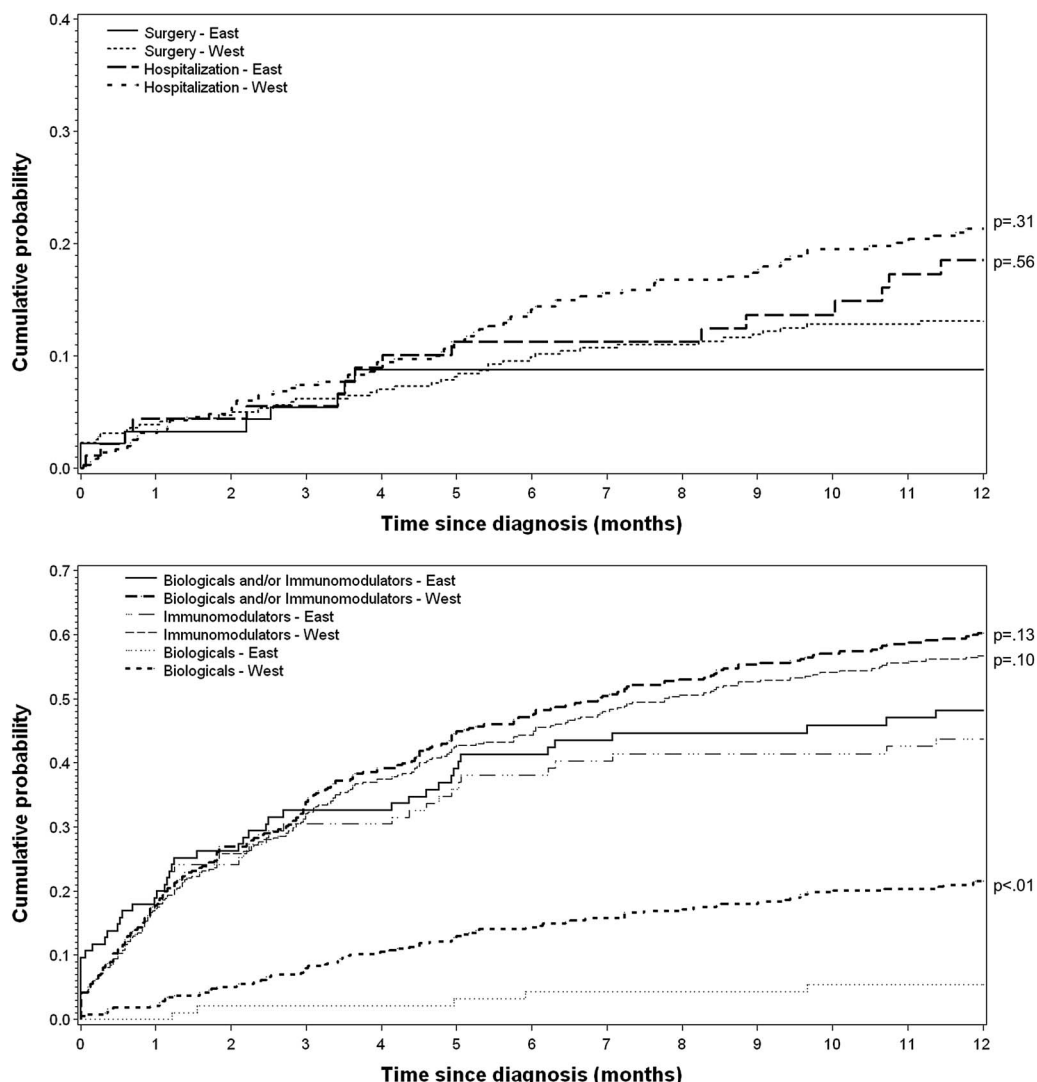 0.4
0.3
0.2
0.1
0.0
Cumulative probability
Surgery - East
Surgery - West
Hospitalization - East
Hospitalization - West
p=.31
p=.56
0 1 2 3 4 5 6 7 8 9 10 11 12
Time since diagnosis (months)
0.7
0.6
0.5
0.4
0.3
0.2
0.1
0.0
Cumulative probability
Biologicals and/or Immunomodulators - East
Biologicals and/or Immunomodulators - West
Immunomodulators - East
Immunomodulators - West
Biologicals - East
Biologicals - West
p=.13
p=.10
p<.01
0 1 2 3 4 5 6 7 8 9 10 11 12
Time since diagnosis (months)